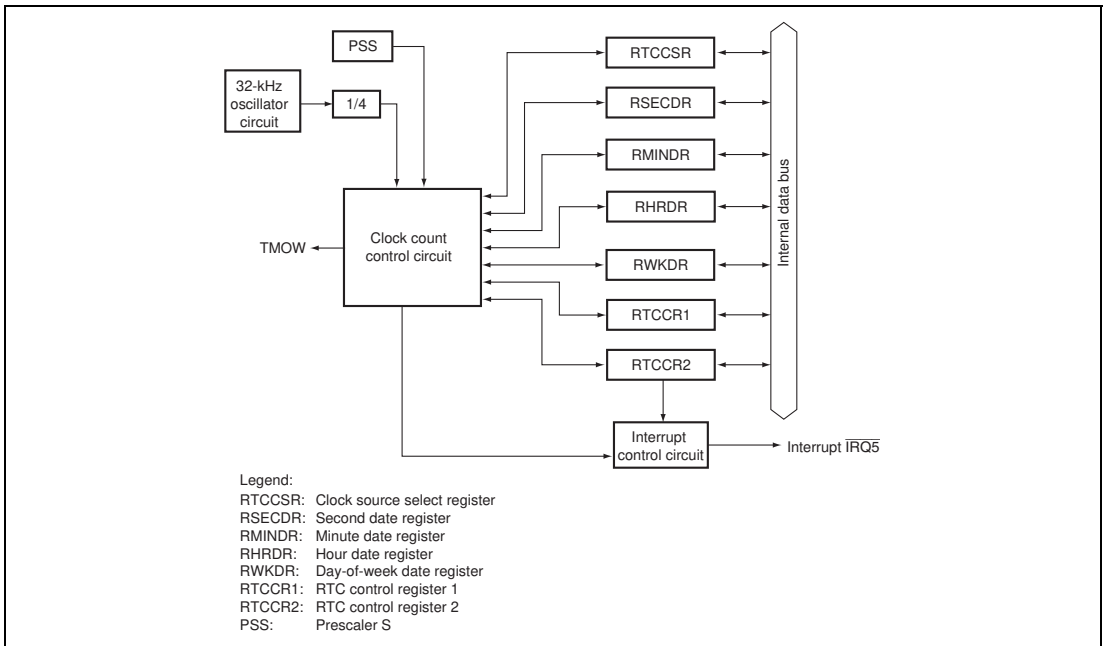 PSS
32-kHz
oscillator
circuit
1/4
RTCCSR
RSECDR
RMINDR
RHRDR
RWKDR
RTCCR1
RTCCR2
Internal data bus
TMOW
Clock count
control circuit
Interrupt
control circuit
Interrupt IRQ5
Legend:
RTCCSR: Clock source select register
RSECDR: Second date register
RMINDR: Minute date register
RHRDR: Hour date register
RWKDR: Day-of-week date register
RTCCR1: RTC control register 1
RTCCR2: RTC control register 2
PSS: Prescaler S